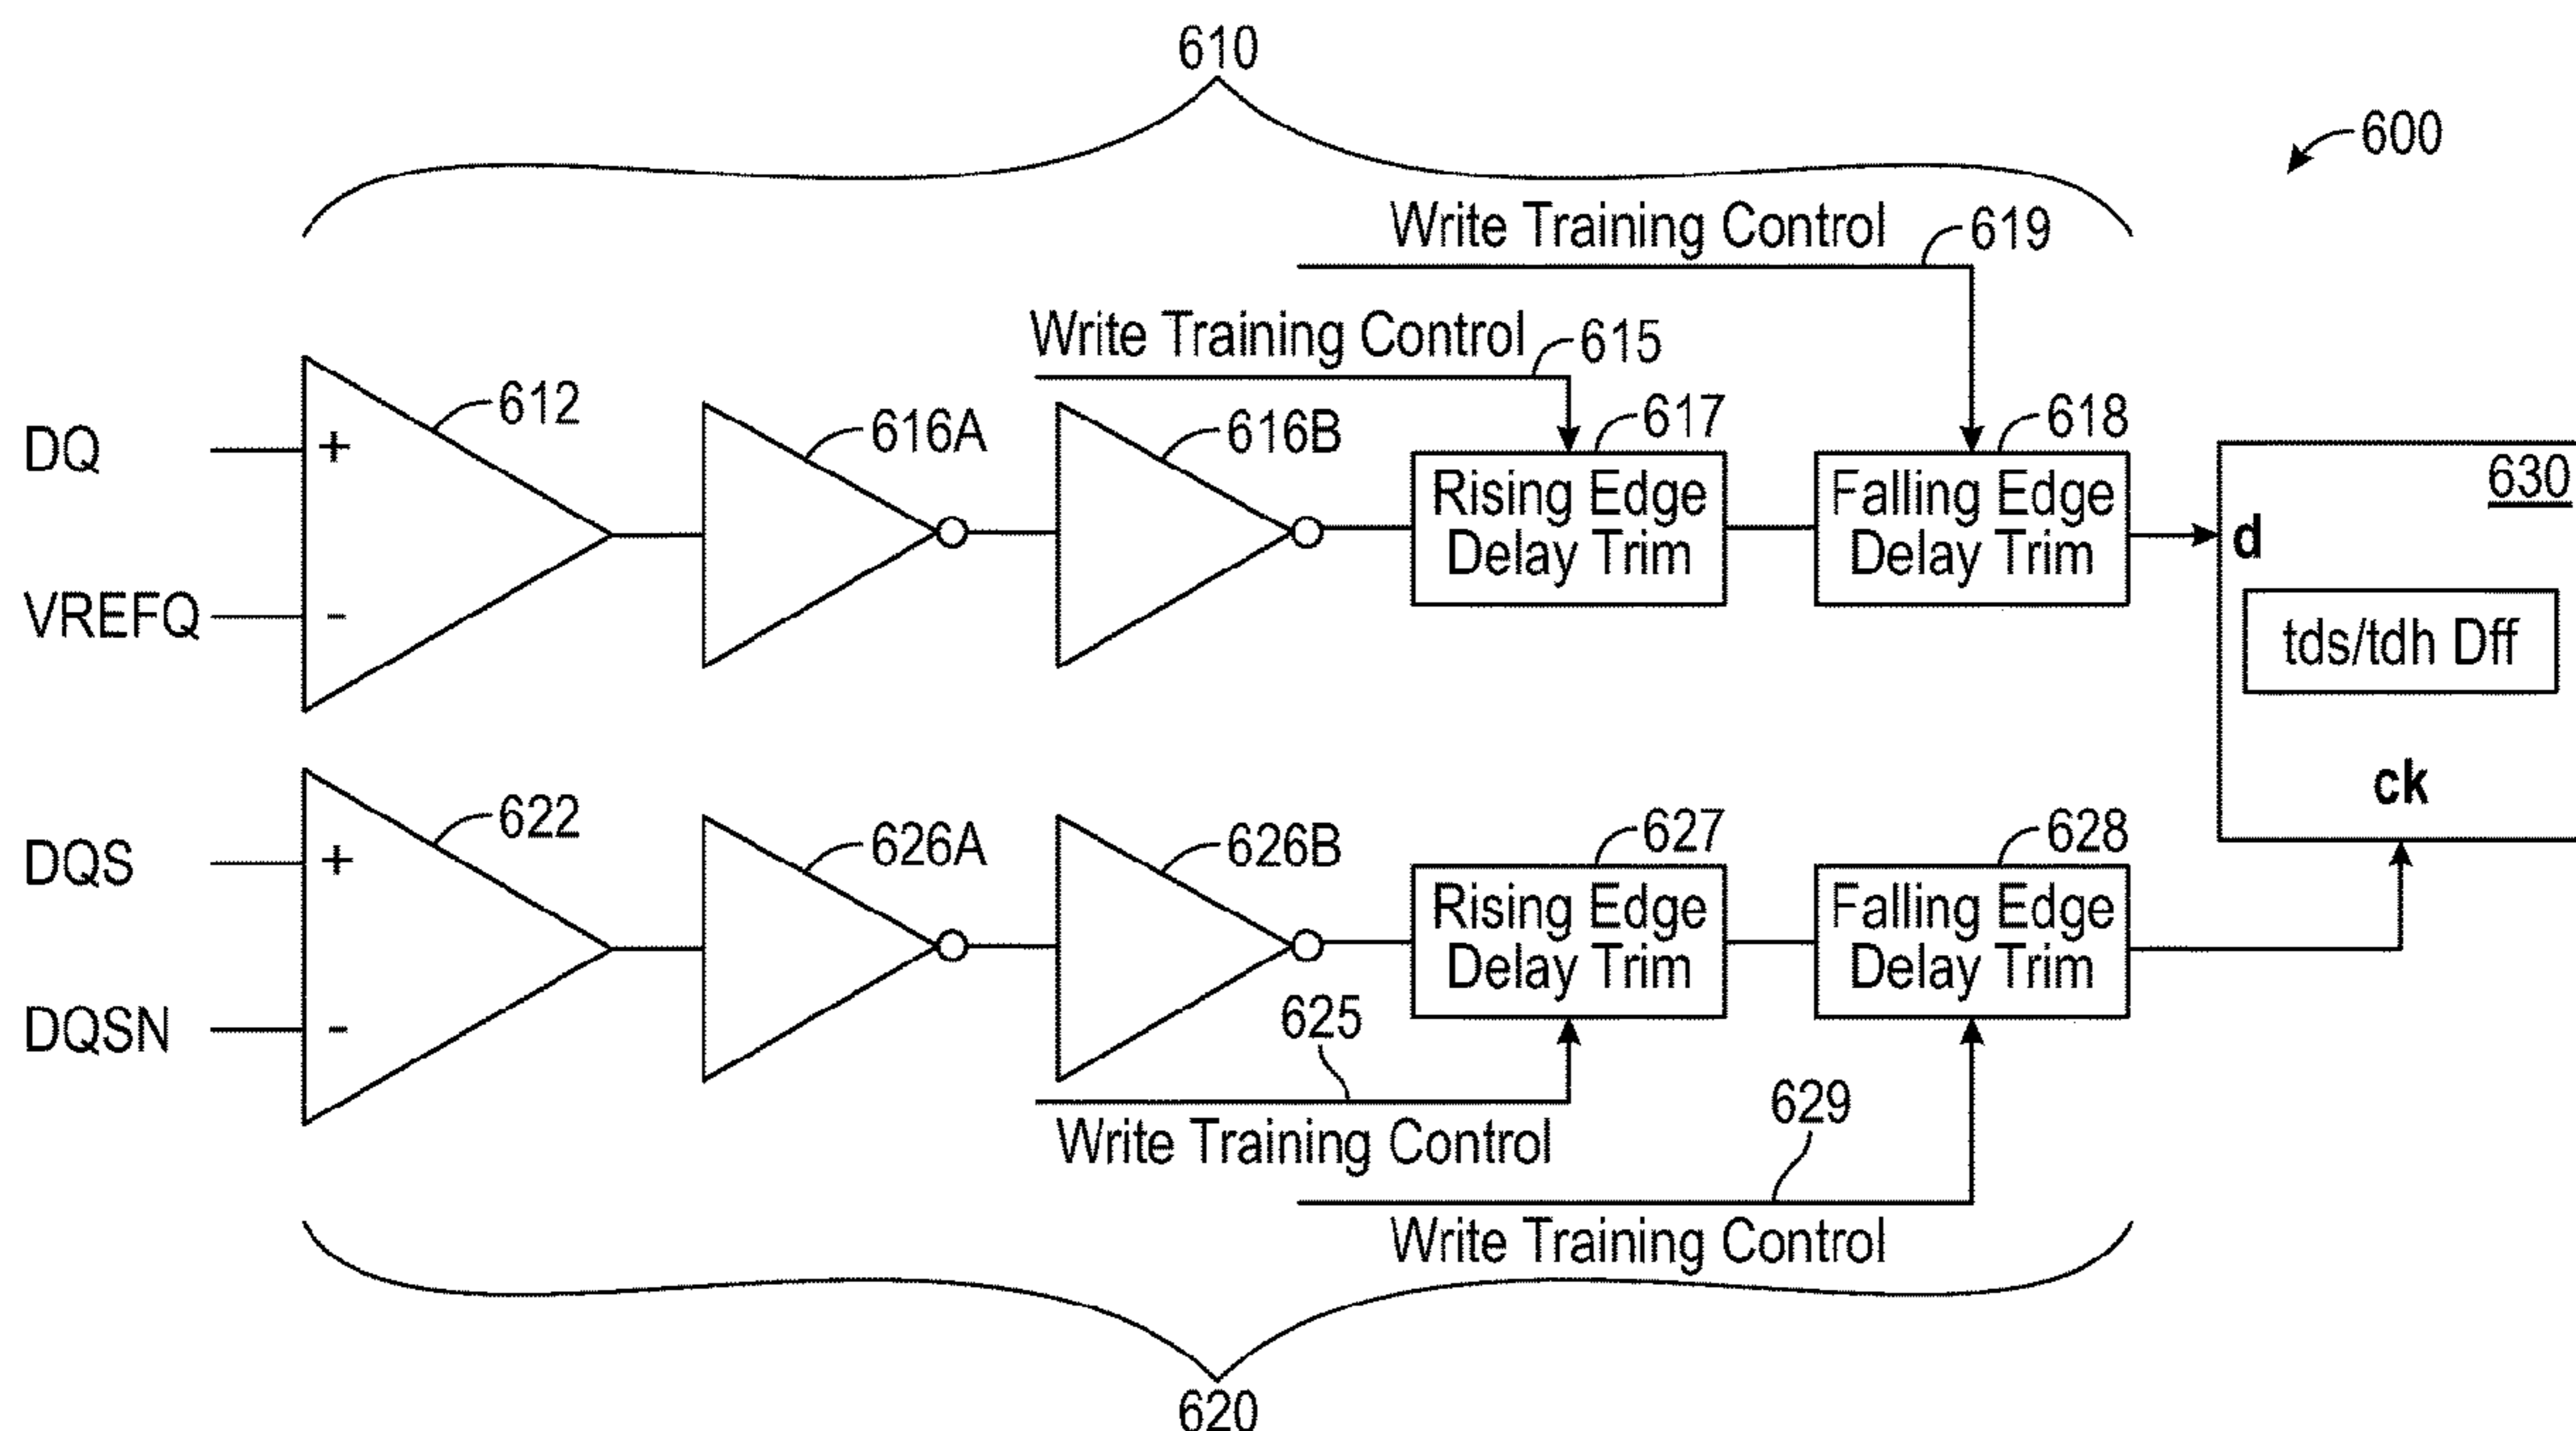 610
600
Write Training Control
619
Write Training Control
615
612
616A
616B
617
618
DQ
+
Rising Edge
Delay Trim
Falling Edge
Delay Trim
630
d
VREFQ
-
tds/tdh Dff
ck
622
626A
626B
627
628
DQS
+
Rising Edge
Delay Trim
Falling Edge
Delay Trim
DQSN
-
625
Write Training Control
629
Write Training Control
620